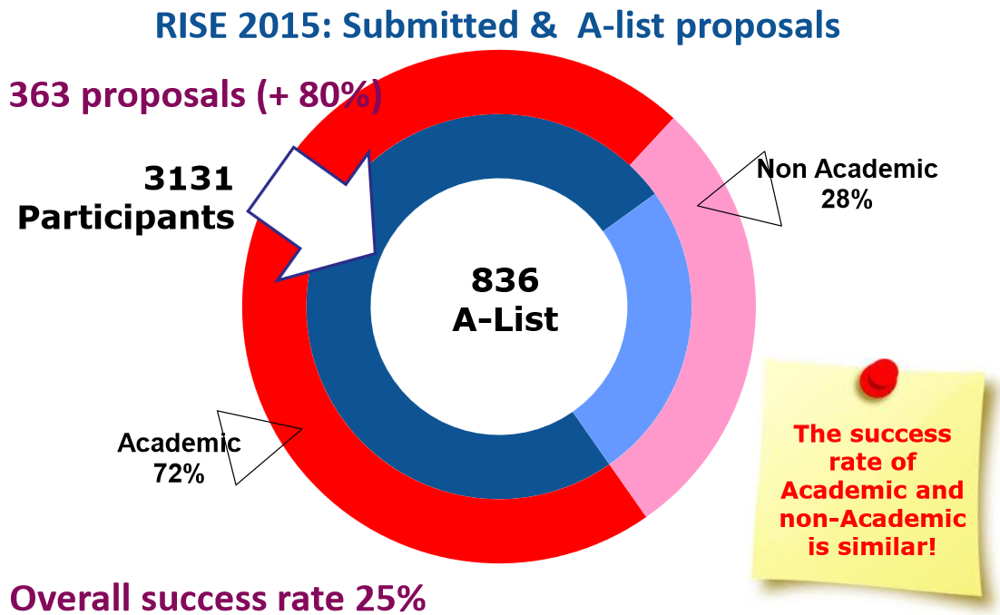 RISE 2015: Submitted &  A-list proposals
363 proposals (+ 80%)
3131
Participants
Non Academic
28%
836
A-List
Academic
72%
The success
rate of
Academic and
non-Academic
is similar!
Overall success rate 25%